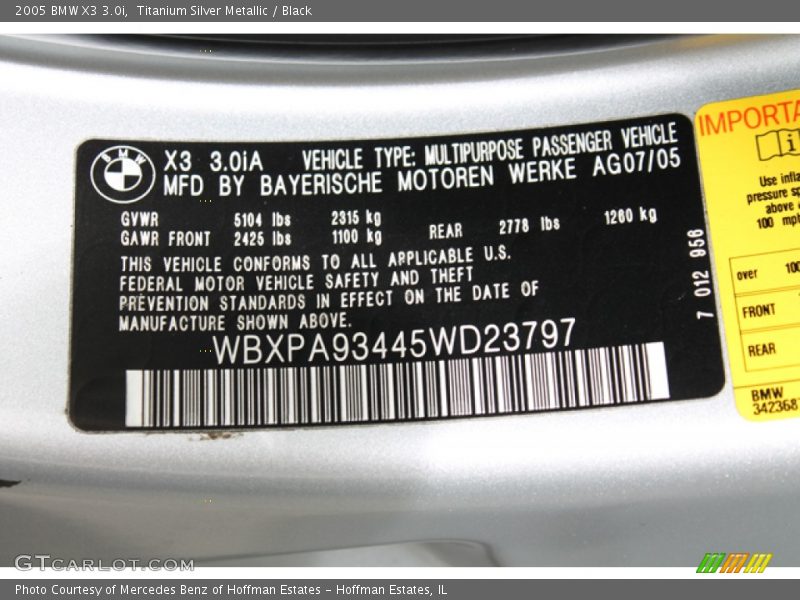 2005 BMW X3 3.0i, Titanium Silver Metallic / Black
BMW
X3 3.0iA VEHICLE TYPE: MULTIPURPOSE PASSENGER VEHICLE
MFD BY BAYERISCHE MOTOREN WERKE AG07/05
GVWR 5104 lbs 2315 kg
GAWR FRONT 2425 lbs 1100 kg REAR 2778 lbs 1260 kg
THIS VEHICLE CONFORMS TO ALL APPLICABLE U.S.
FEDERAL MOTOR VEHICLE SAFETY AND THEFT
PREVENTION STANDARDS IN EFFECT ON THE DATE OF
MANUFACTURE SHOWN ABOVE.
WBXPA93445WD23797
7 012 956
IMPORTA
i
Use infla
pressure sp
above
100 mph
over 100
FRONT
REAR
BMW
3423687
GTCARLOT.COM
Photo Courtesy of Mercedes Benz of Hoffman Estates - Hoffman Estates, IL